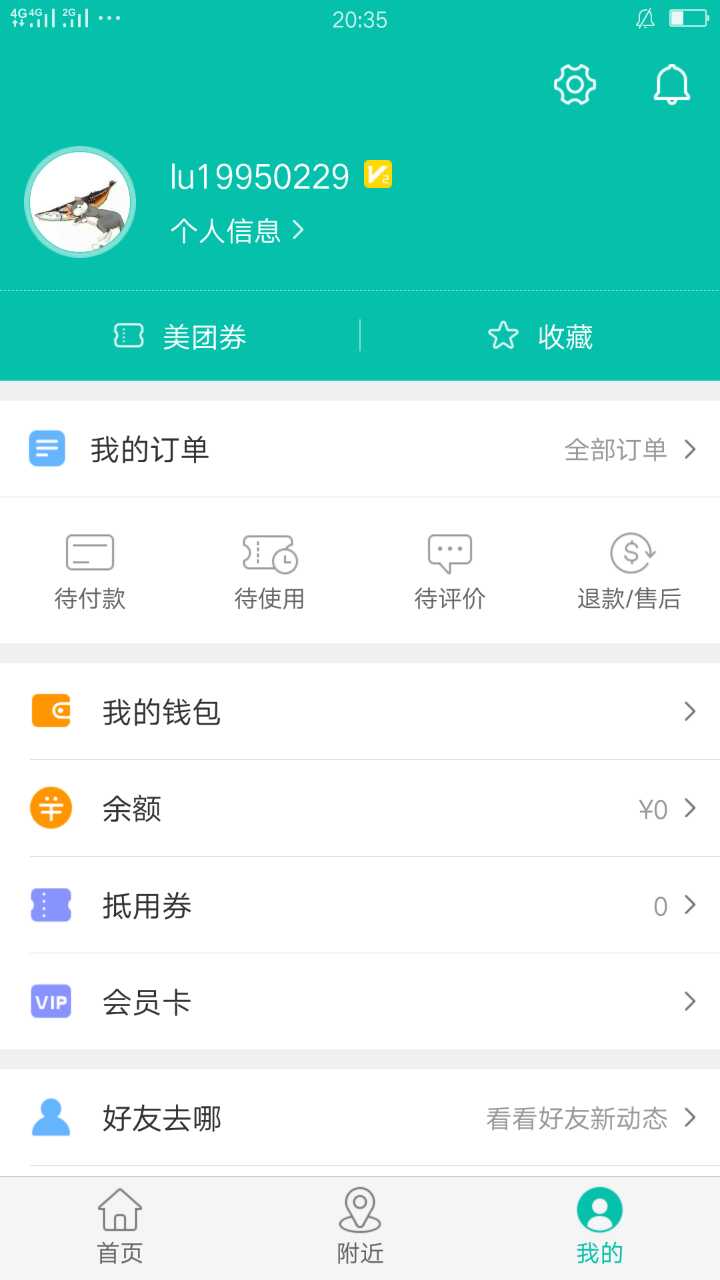 4G 4G 2G 20:35
lu19950229 V2
个人信息
美团券 收藏
我的订单 全部订单
待付款 待使用 待评价 退款/售后
我的钱包
余额 ¥0
抵用券 0
VIP 会员卡
好友去哪 看看好友新动态
首页 附近 我的